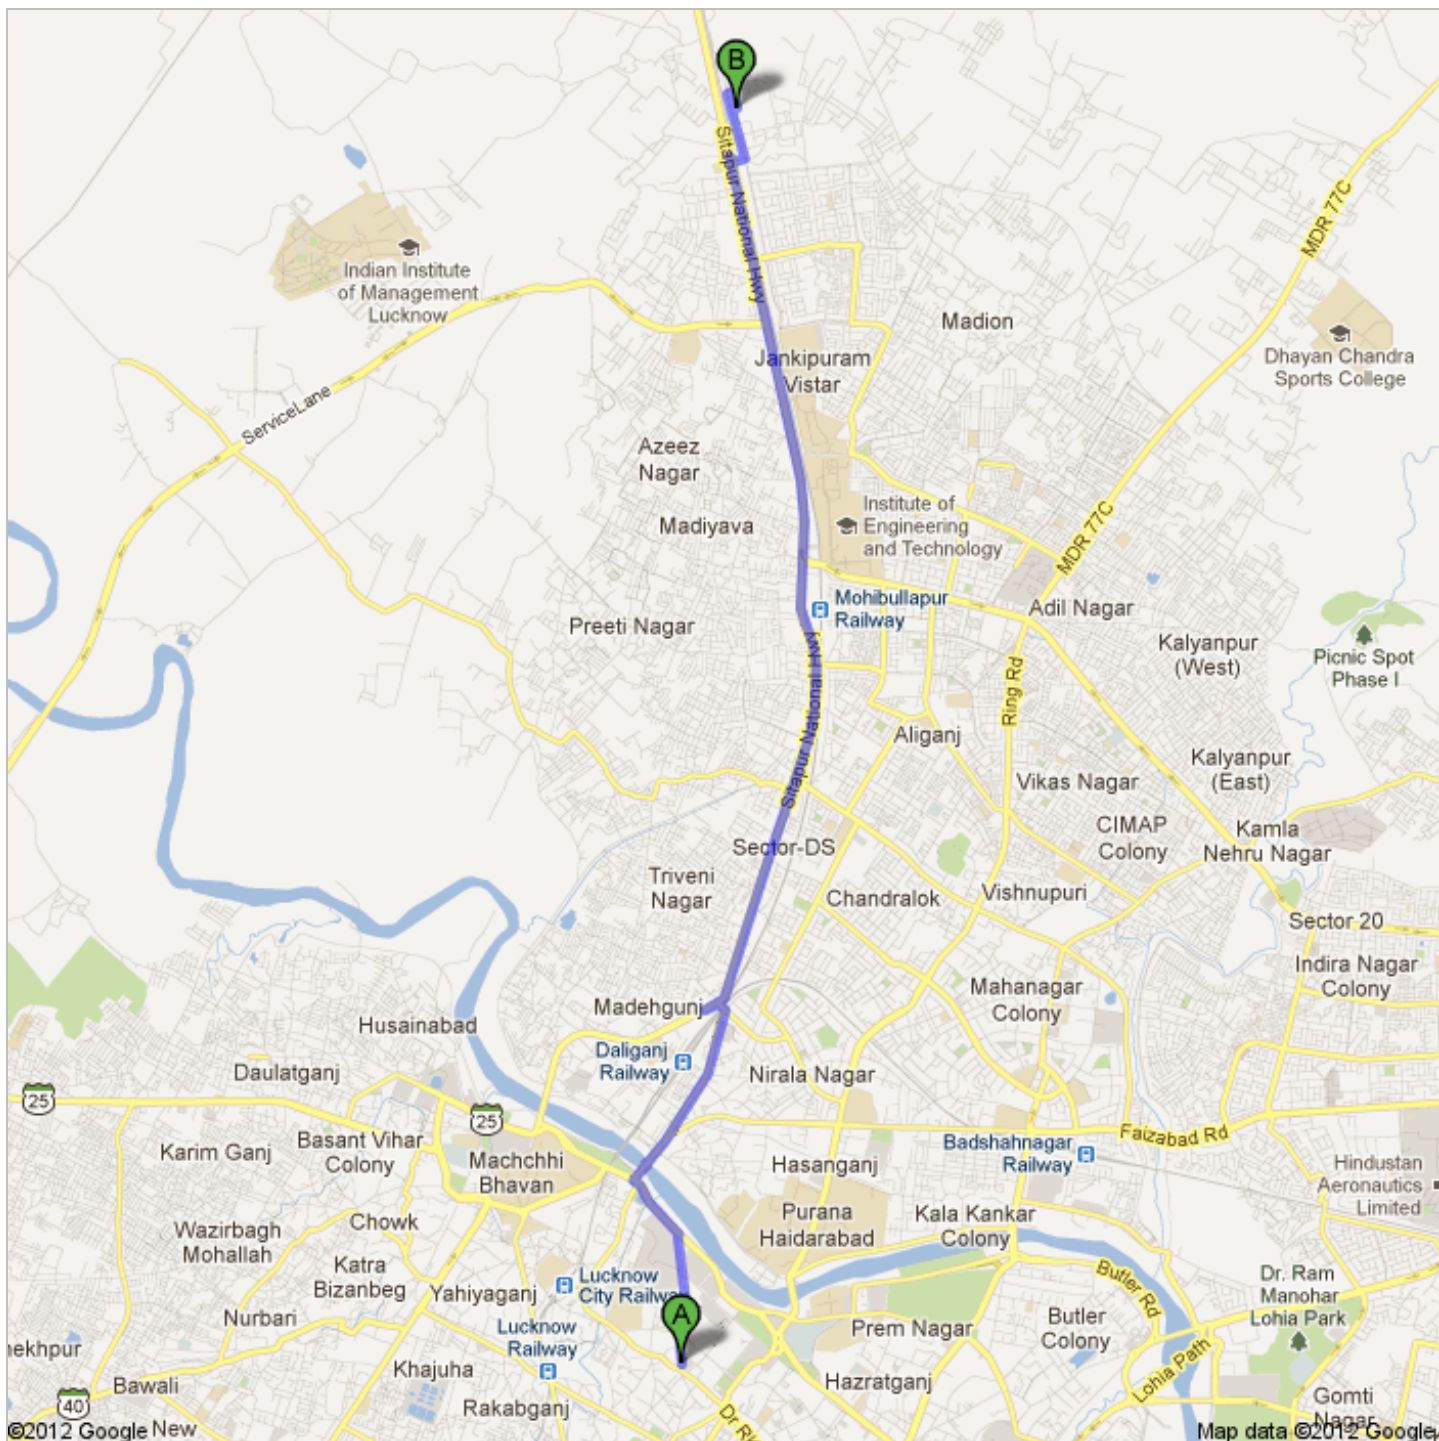 B
Sitapur National Hwy
MDR 77C
Indian Institute
of Management
Lucknow
Madion
Dhayan Chandra
Sports College
Jankipuram
Vistar
ServiceLane
Azeez
Nagar
Institute of
Engineering
and Technology
Madiyava
MDR 77C
Mohibullapur
Railway
Adil Nagar
Preeti Nagar
Kalyanpur
(West)
Picnic Spot
Phase I
Ring Rd
Sitapur National Hwy
Aliganj
Kalyanpur
(East)
Vikas Nagar
CIMAP
Colony
Kamla
Nehru Nagar
Sector-DS
Triveni
Nagar
Chandralok
Vishnupuri
Sector 20
Indira Nagar
Colony
Mahanagar
Colony
Madehgunj
Husainabad
Daliganj
Railway
Daulatganj
Nirala Nagar
25
25
Faizabad Rd
Karim Ganj
Basant Vihar
Colony
Machchhi
Bhavan
Hasanganj
Badshahnagar
Railway
Hindustan
Aeronautics
Limited
Wazirbagh
Mohallah
Chowk
Purana
Haidarabad
Kala Kankar
Colony
Katra
Bizanbeg
Yahiyaganj
Lucknow
City Railwa
Butler Rd
Dr. Ram
Manohar
Lohia Park
Nurbari
A
Lucknow
Railway
Prem Nagar
Butler
Colony
nekhpur
Khajuha
Lohia Path
Bawali
Rakabganj
Hazratganj
Gomti
Nagar
40
New
Dr
©2012 Google
Map data ©2012 Google